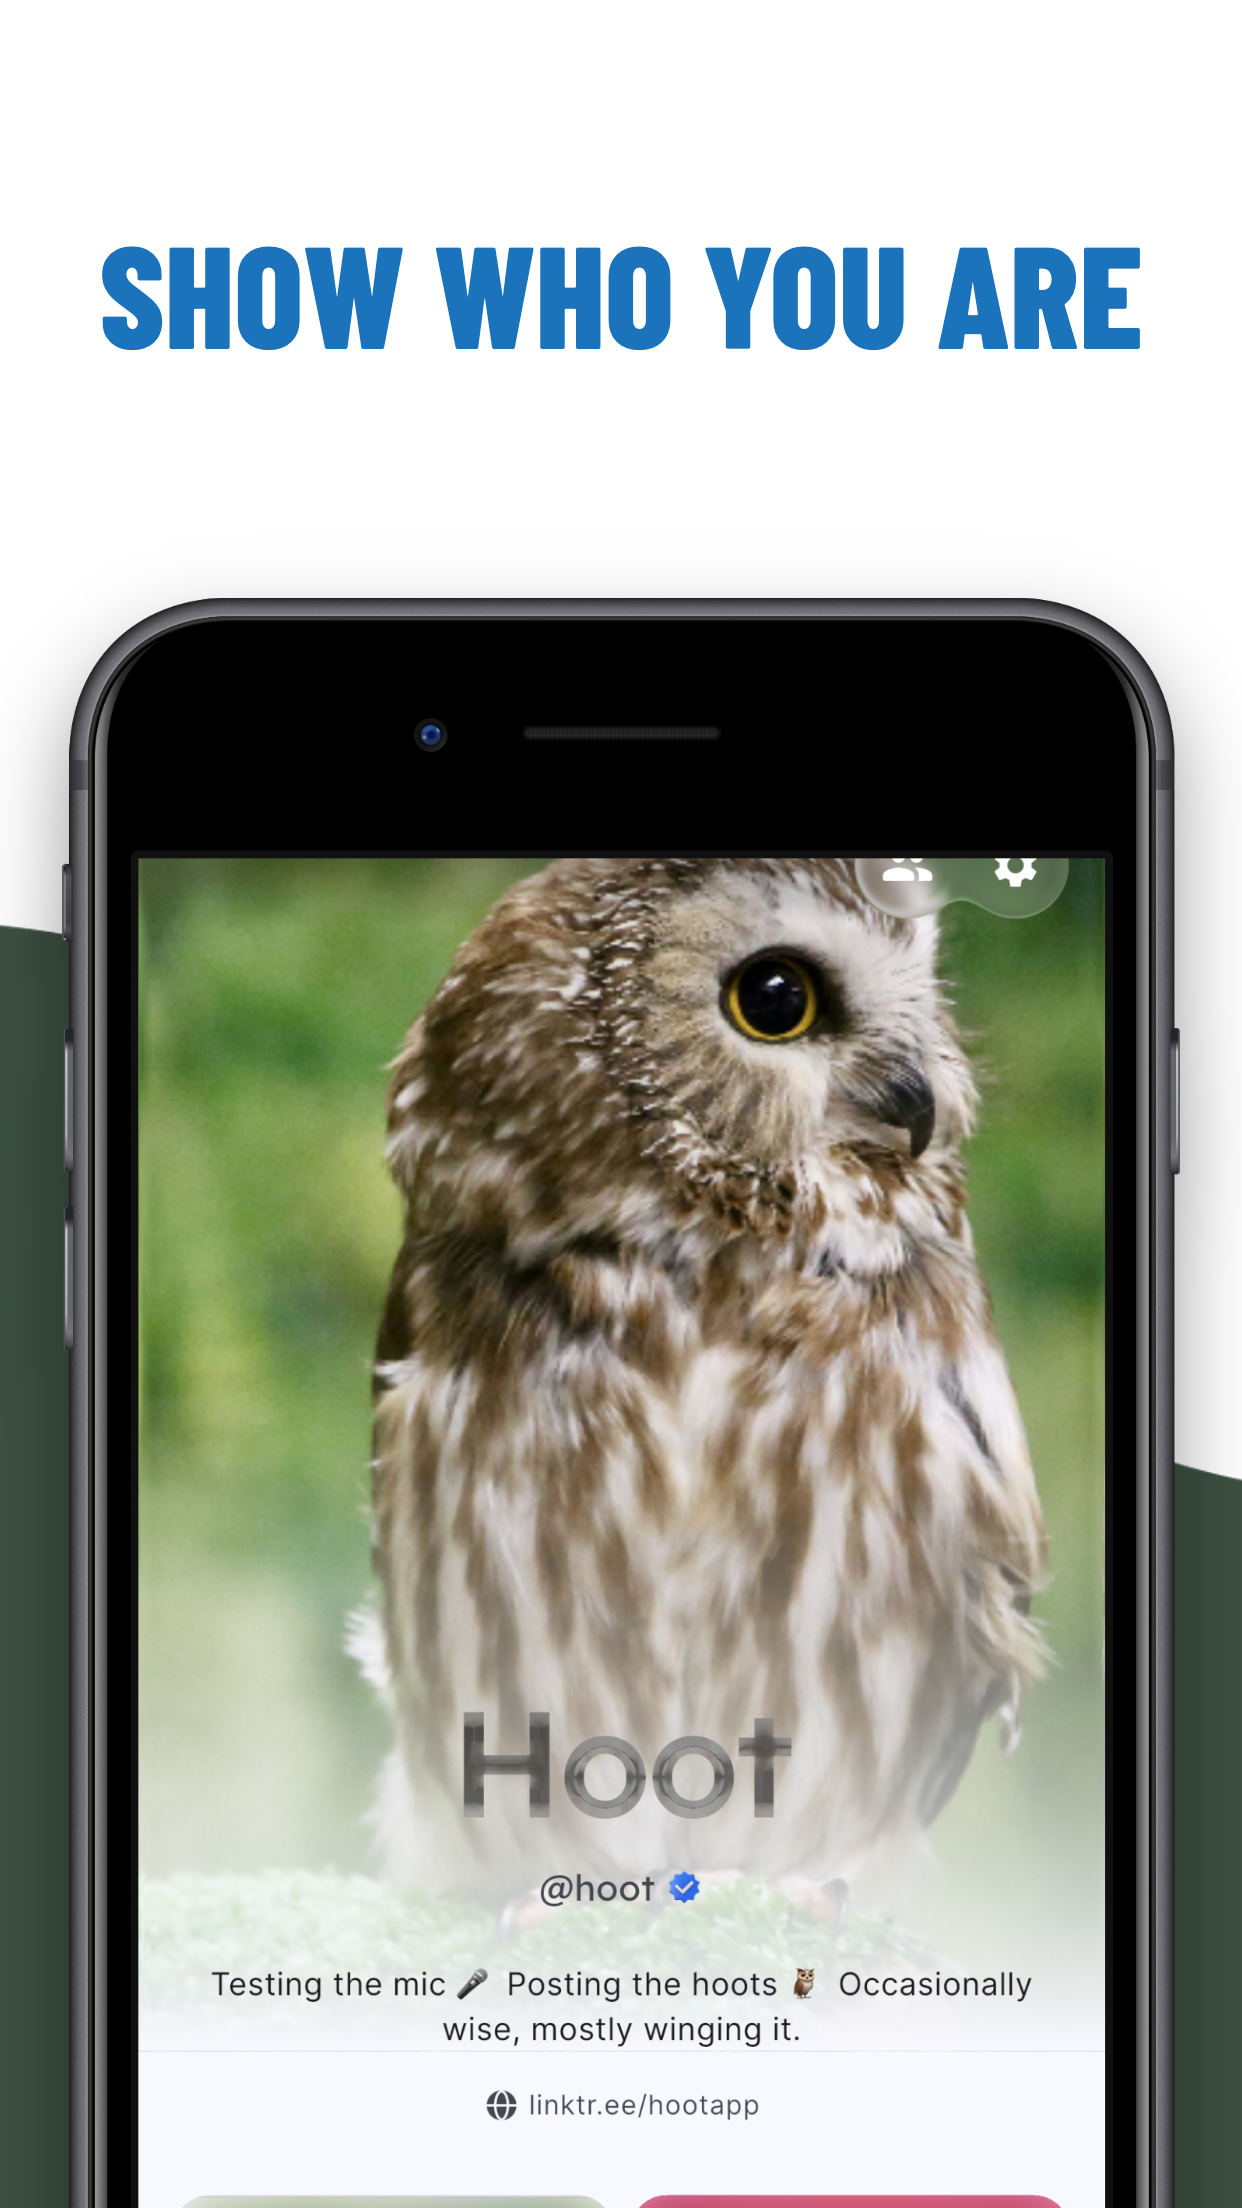 SHOW WHO YOU ARE
Hoot
@hoot
Testing the mic 🎤 Posting the hoots 🦉 Occasionally
wise, mostly winging it.
linktr.ee/hootapp